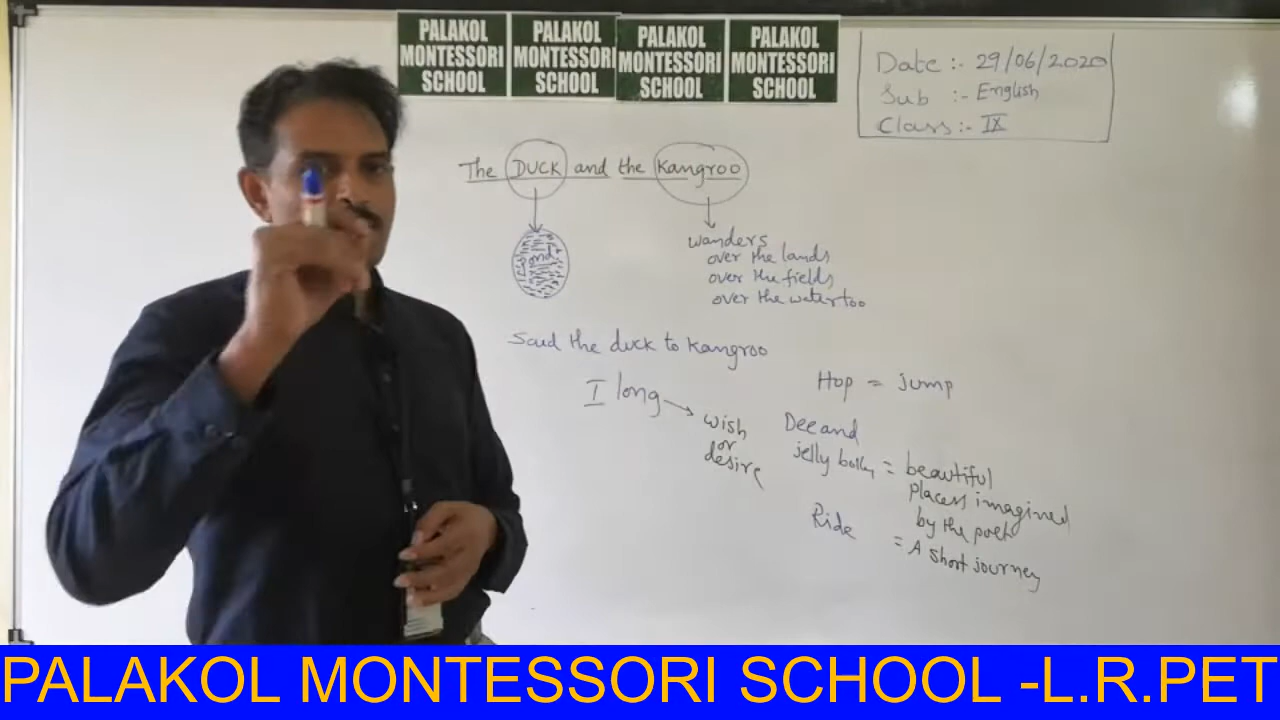 PALAKOL
MONTESSORI
SCHOOL
PALAKOL
MONTESSORI
SCHOOL
PALAKOL
MONTESSORI
SCHOOL
PALAKOL
MONTESSORI
SCHOOL
Date :- 29/06/2020
Sub :- English
Class :- IX
The DUCK and the Kangroo
Pond
wanders
over the lands
over the fields
over the water too
Said the duck to Kangroo
I long
wish
or
desire
Hop = jump
Dee and
jelly bolly = beautiful
places imagined
by the poet
Ride = A short journey
PALAKOL MONTESSORI SCHOOL -L.R.PET